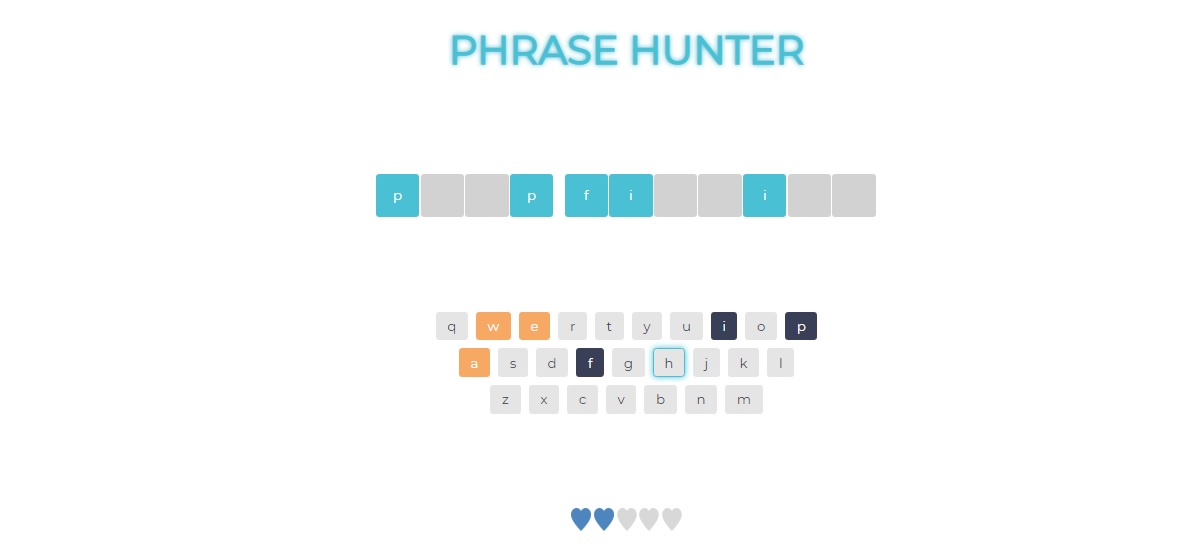 PHRASE HUNTER
p p f i i
q w e r t y u i o p
a s d f g h j k l
z x c v b n m